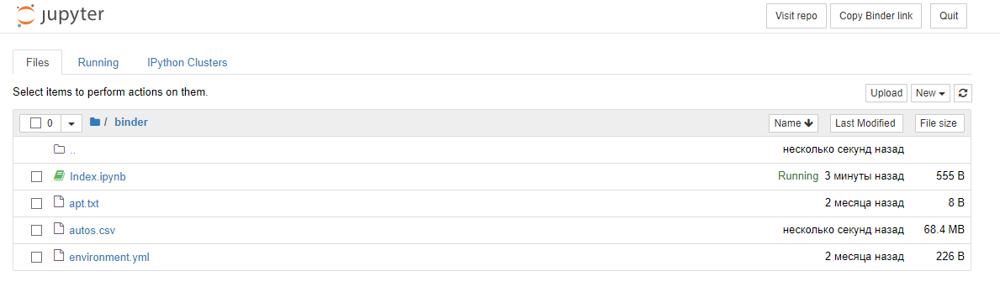 jupyter Visit repo Copy Binder link Quit
Files Running IPython Clusters
Select items to perform actions on them. Upload New
0 / binder Name Last Modified File size
.. несколько секунд назад
Index.ipynb Running 3 минуты назад 555 B
apt.txt 2 месяца назад 8 B
autos.csv несколько секунд назад 68.4 MB
environment.yml 2 месяца назад 226 B